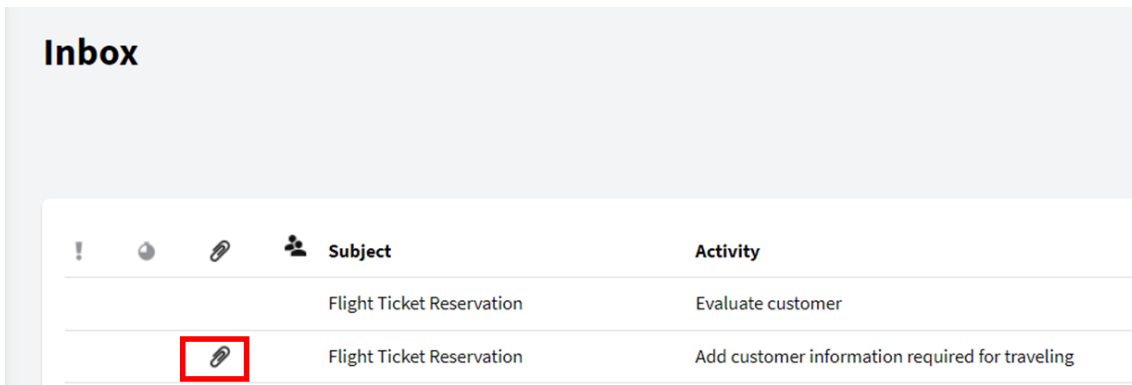 Inbox
Subject Activity
Flight Ticket Reservation Evaluate customer
Flight Ticket Reservation Add customer information required for traveling